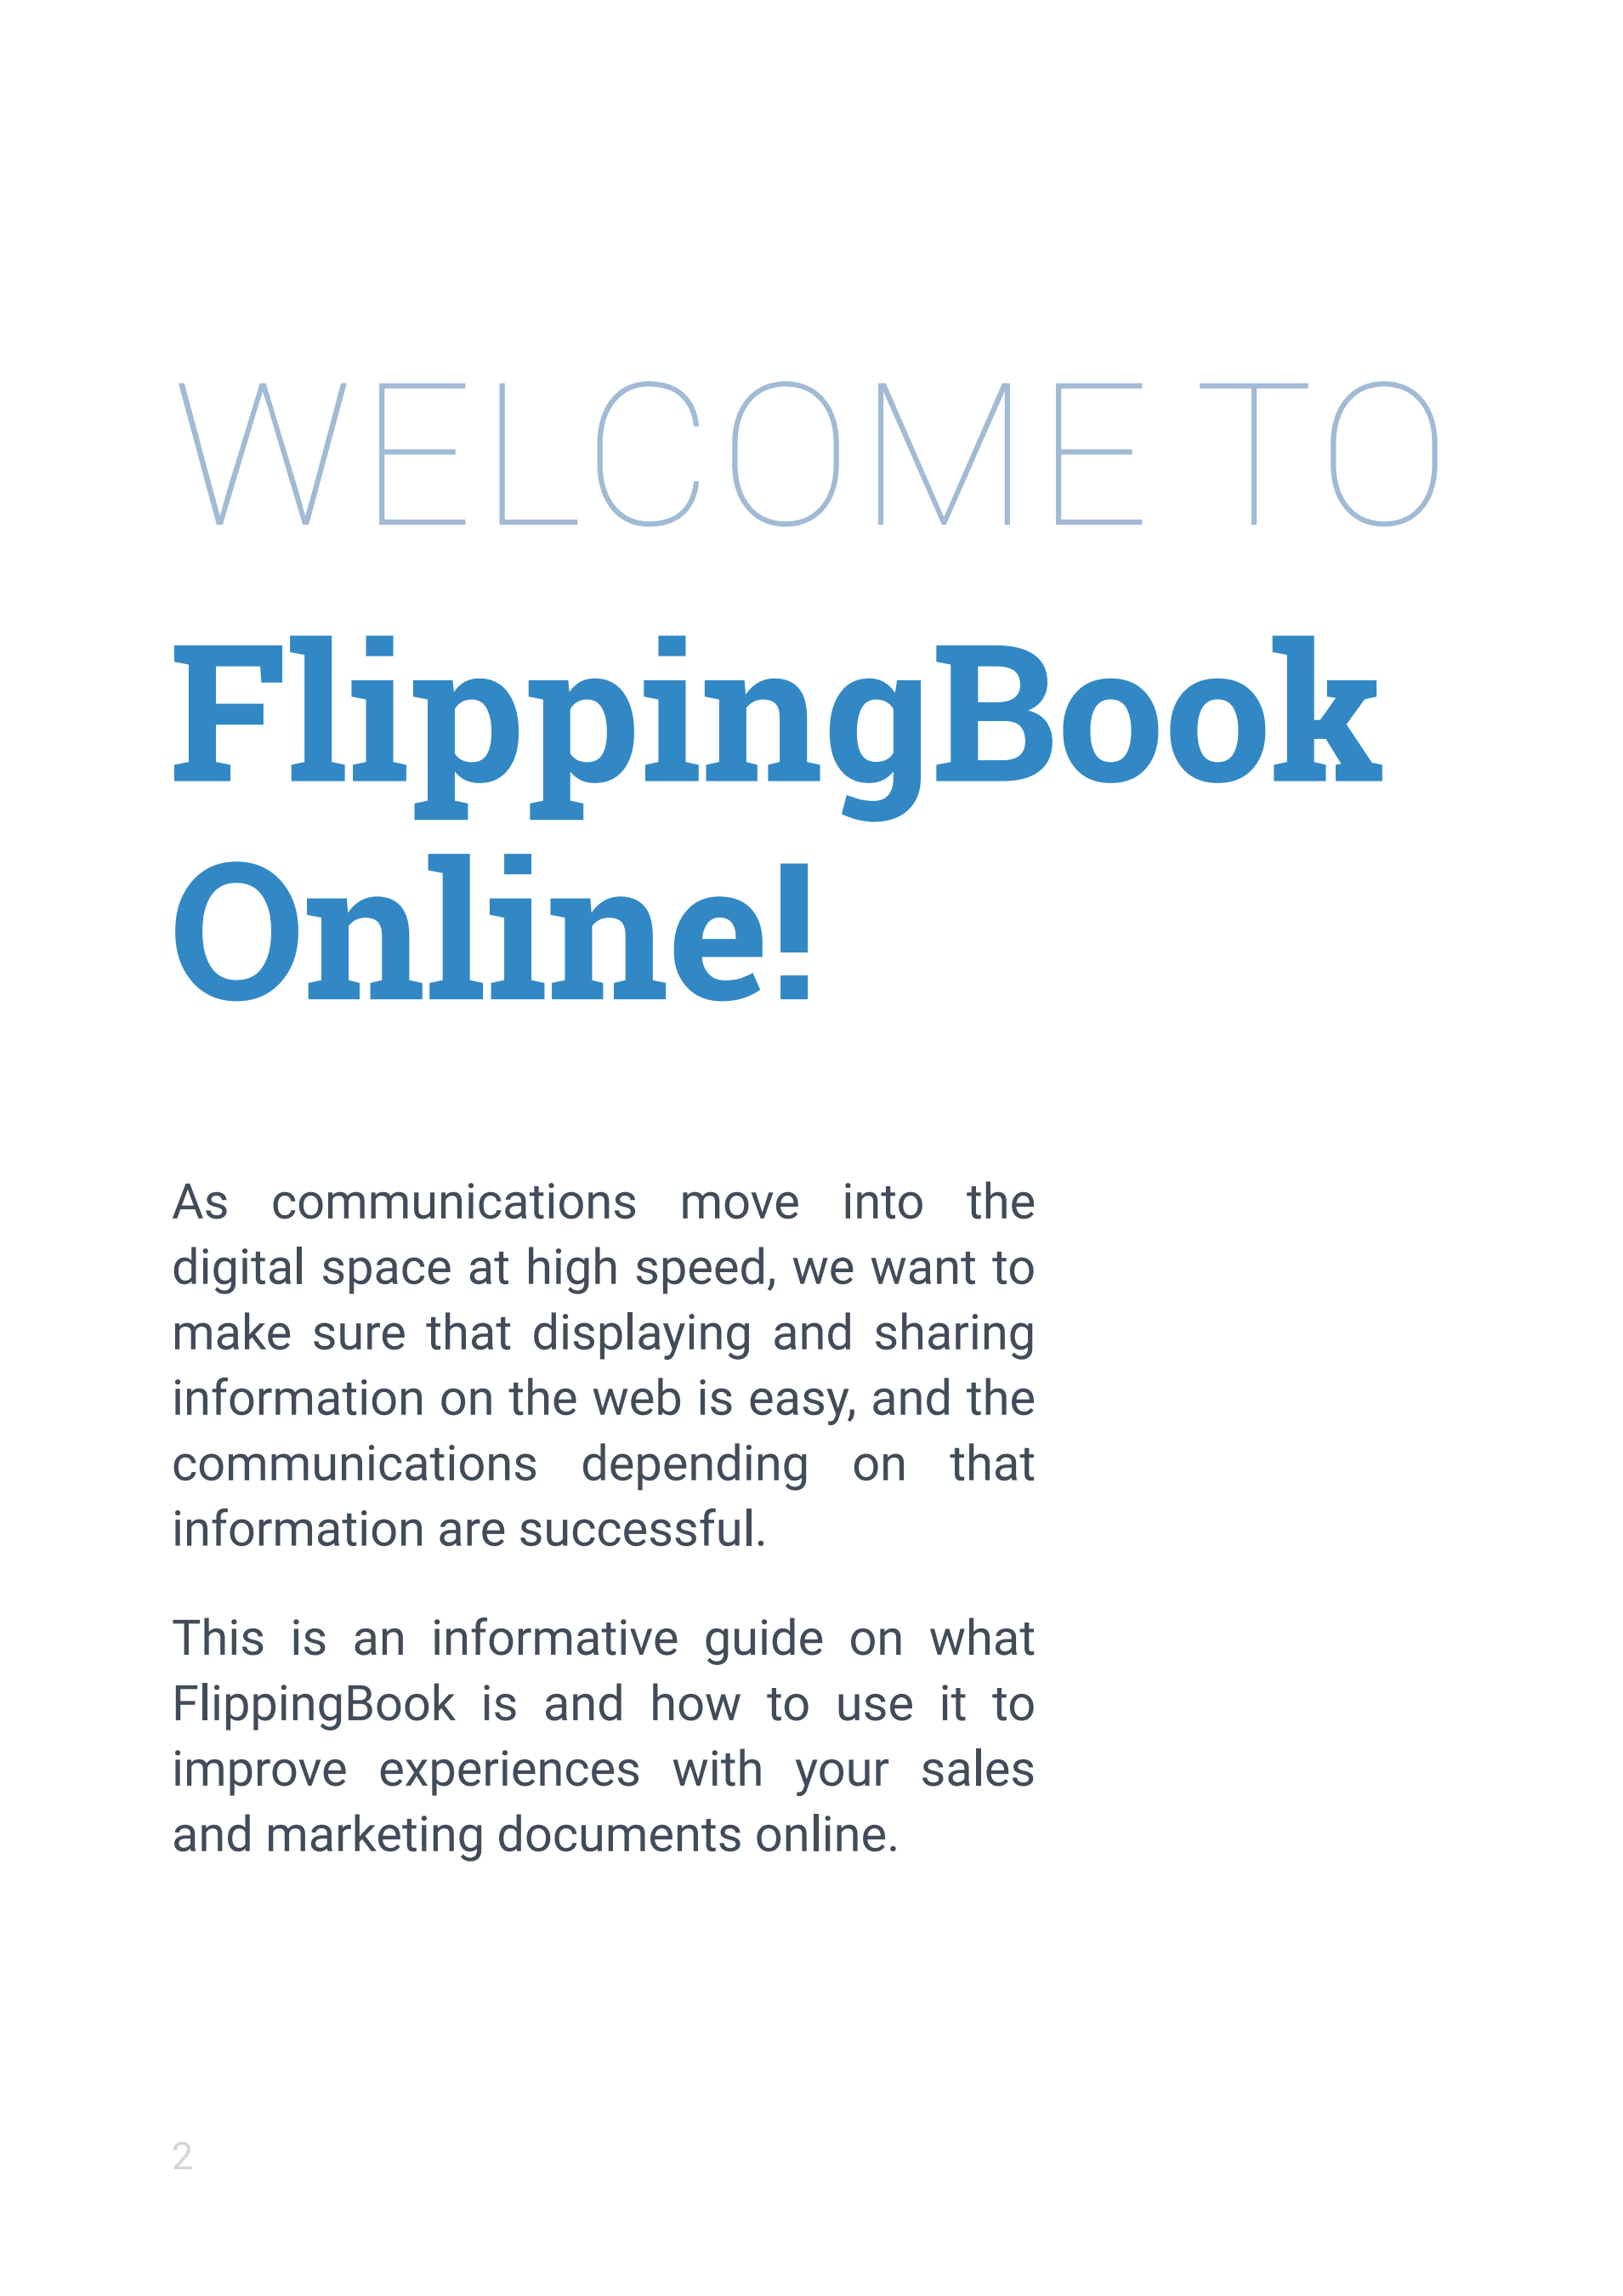 WELCOME TO
FlippingBook
Online!
As communications move into the
digital space at high speed, we want to
make sure that displaying and sharing
information on the web is easy, and the
communications depending on that
information are successful.
This is an informative guide on what
FlippingBook is and how to use it to
improve experiences with your sales
and marketing documents online.
2